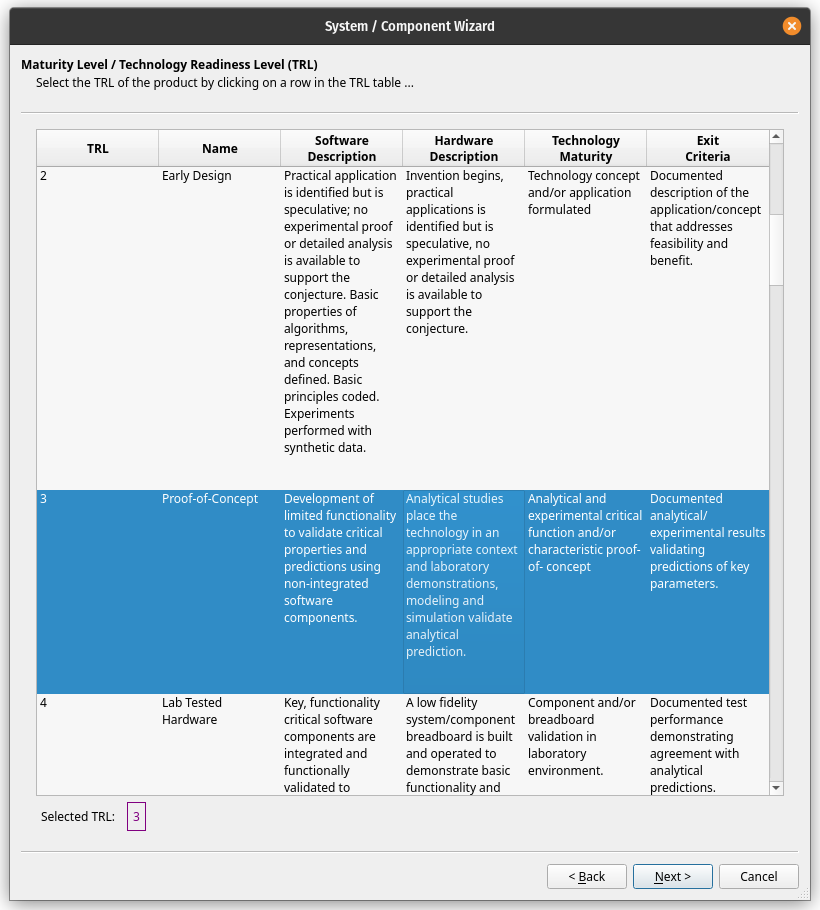 System / Component Wizard
Maturity Level / Technology Readiness Level (TRL)
Select the TRL of the product by clicking on a row in the TRL table ...
TRL
Name
Software
Description
Hardware
Description
Technology
Maturity
Exit
Criteria
2
Early Design
Practical application
is identified but is
speculative; no
experimental proof
or detailed analysis
is available to
support the
conjecture. Basic
properties of
algorithms,
representations,
and concepts
defined. Basic
principles coded.
Experiments
performed with
synthetic data.
Invention begins,
practical
applications is
identified but is
speculative, no
experimental proof
or detailed analysis
is available to
support the
conjecture.
Technology concept
and/or application
formulated
Documented
description of the
application/concept
that addresses
feasibility and
benefit.
3
Proof-of-Concept
Development of
limited functionality
to validate critical
properties and
predictions using
non-integrated
software
components.
Analytical studies
place the
technology in an
appropriate context
and laboratory
demonstrations,
modeling and
simulation validate
analytical
prediction.
Analytical and
experimental critical
function and/or
characteristic proof-
of- concept
Documented
analytical/
experimental results
validating
predictions of key
parameters.
4
Lab Tested
Hardware
Key, functionality
critical software
components are
integrated and
functionally
validated to
A low fidelity
system/component
breadboard is built
and operated to
demonstrate basic
functionality and
Component and/or
breadboard
validation in
laboratory
environment.
Documented test
performance
demonstrating
agreement with
analytical
predictions.
Selected TRL: 3
< Back
Next >
Cancel